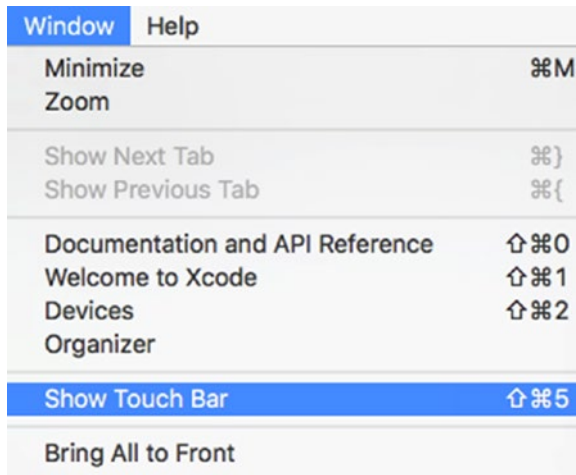 Window Help
Minimize ⌘M
Zoom
Show Next Tab ⌘}
Show Previous Tab ⌘{
Documentation and API Reference ⇧⌘0
Welcome to Xcode ⇧⌘1
Devices ⇧⌘2
Organizer
Show Touch Bar ⇧⌘5
Bring All to Front